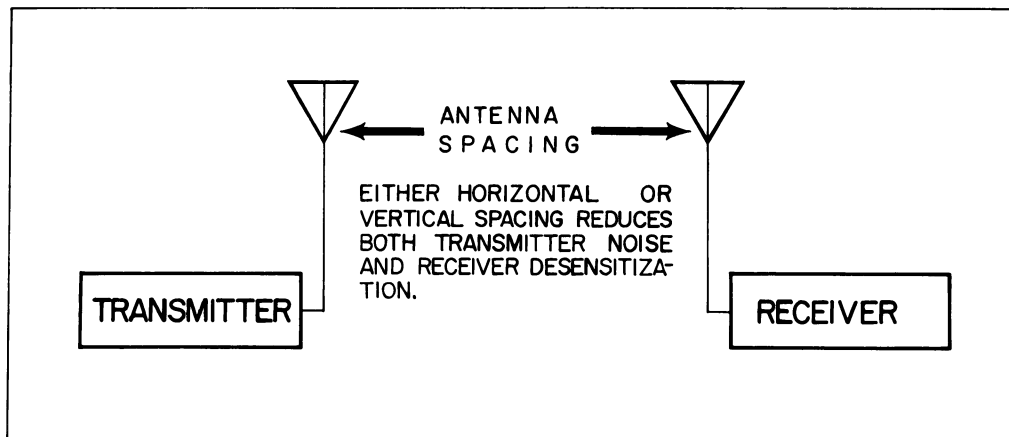 ANTENNA
SPACING
EITHER HORIZONTAL OR
VERTICAL SPACING REDUCES
BOTH TRANSMITTER NOISE
AND RECEIVER DESENSITIZA-
TION.
TRANSMITTER
RECEIVER